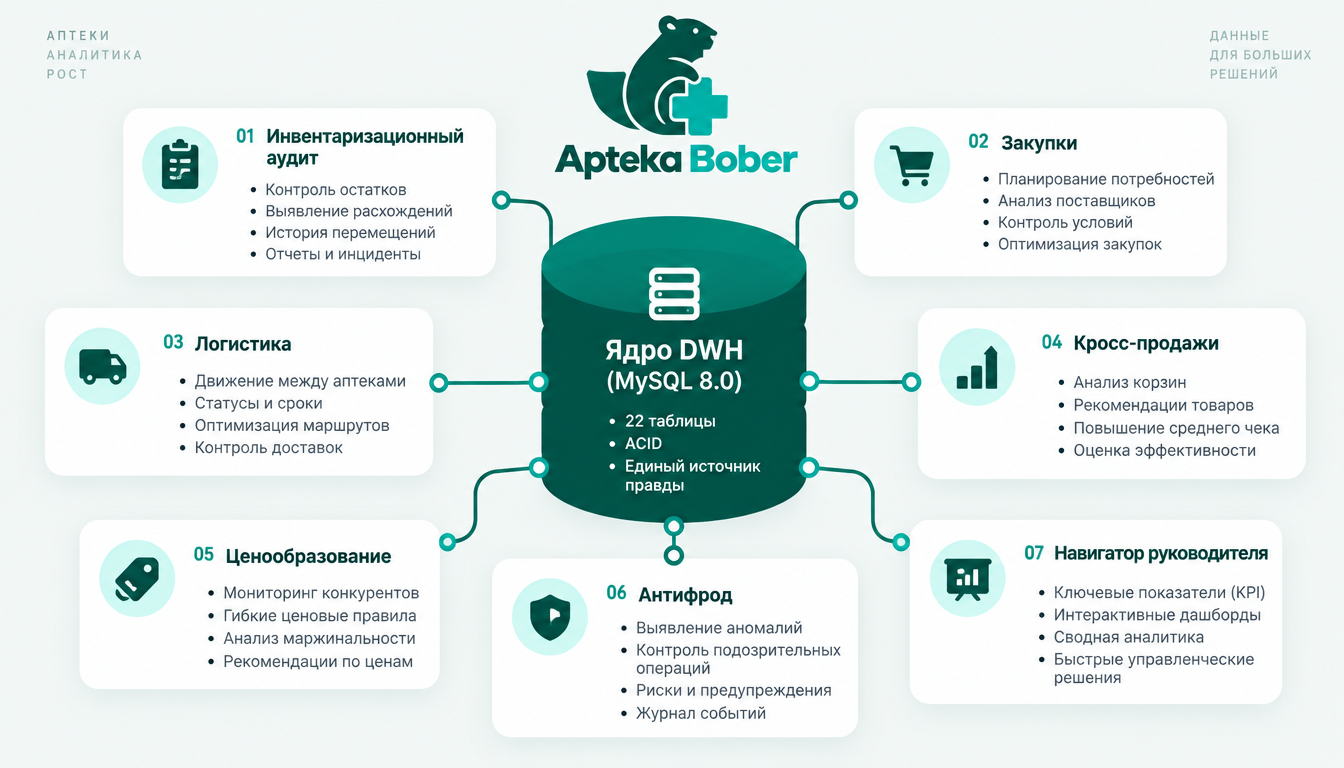 АПТЕКИ
АНАЛИТИКА
РОСТ
ДАННЫЕ
ДЛЯ БОЛЬШИХ
РЕШЕНИЙ
Apteka Bober
01 Инвентаризационный
аудит
• Контроль остатков
• Выявление расхождений
• История перемещений
• Отчеты и инциденты
02 Закупки
• Планирование потребностей
• Анализ поставщиков
• Контроль условий
• Оптимизация закупок
Ядро DWH
(MySQL 8.0)
• 22 таблицы
• ACID
• Единый источник
правды
03 Логистика
• Движение между аптеками
• Статусы и сроки
• Оптимизация маршрутов
• Контроль доставок
04 Кросс-продажи
• Анализ корзин
• Рекомендации товаров
• Повышение среднего чека
• Оценка эффективности
05 Ценообразование
• Мониторинг конкурентов
• Гибкие ценовые правила
• Анализ маржинальности
• Рекомендации по ценам
06 Антифрод
• Выявление аномалий
• Контроль подозрительных
операций
• Риски и предупреждения
• Журнал событий
07 Навигатор руководителя
• Ключевые показатели (KPI)
• Интерактивные дашборды
• Сводная аналитика
• Быстрые управленческие
решения